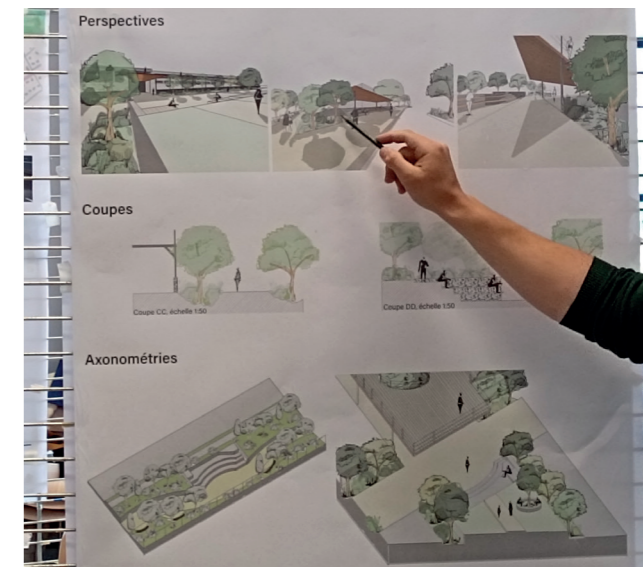 Perspectives
Coupes
Coupe CC, échelle 1:50
Coupe DD, échelle 1:50
Axonométries